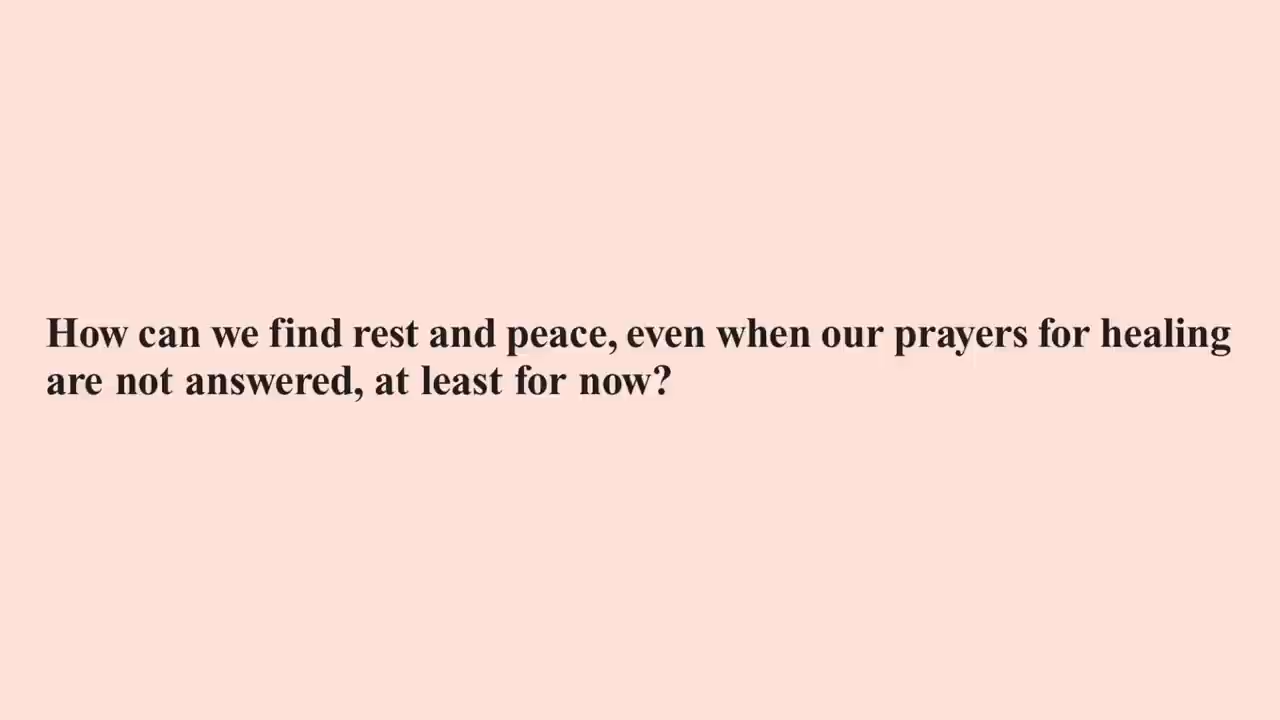 How can we find rest and peace, even when our prayers for healing
are not answered, at least for now?